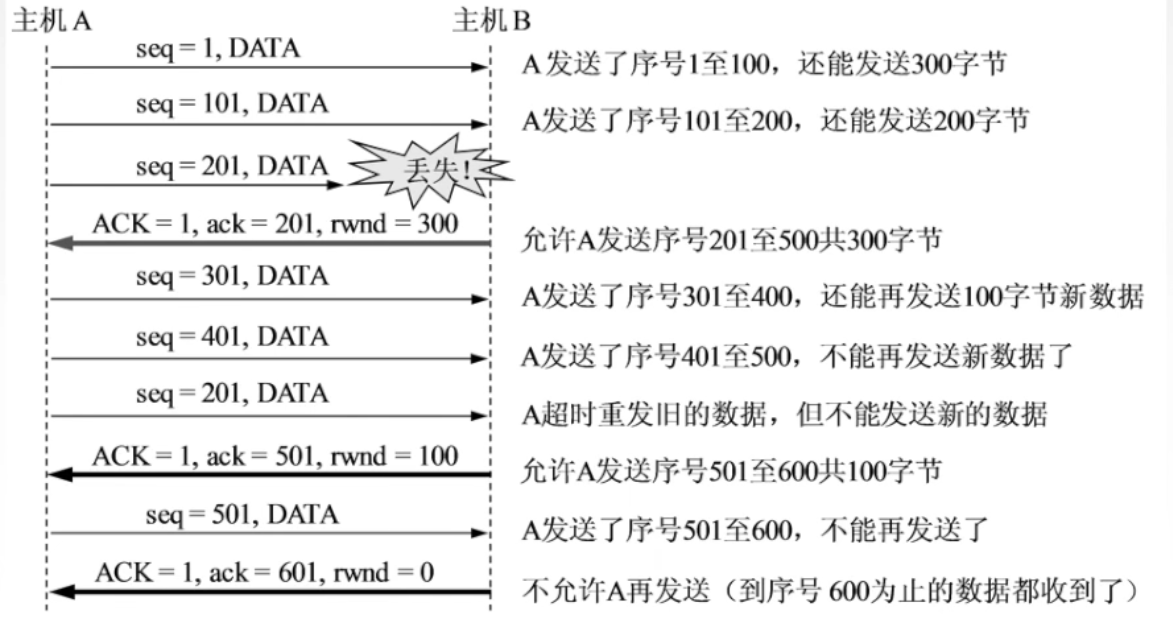 主机A 主机B
seq = 1, DATA A发送了序号1至100，还能发送300字节
seq = 101, DATA A发送了序号101至200，还能发送200字节
seq = 201, DATA 丢失!
ACK = 1, ack = 201, rwnd = 300 允许A发送序号201至500共300字节
seq = 301, DATA A发送了序号301至400，还能再发送100字节新数据
seq = 401, DATA A发送了序号401至500，不能再发送新数据了
seq = 201, DATA A超时重发旧的数据，但不能发送新的数据
ACK = 1, ack = 501, rwnd = 100 允许A发送序号501至600共100字节
seq = 501, DATA A发送了序号501至600，不能再发送了
ACK = 1, ack = 601, rwnd = 0 不允许A再发送（到序号 600为止的数据都收到了）